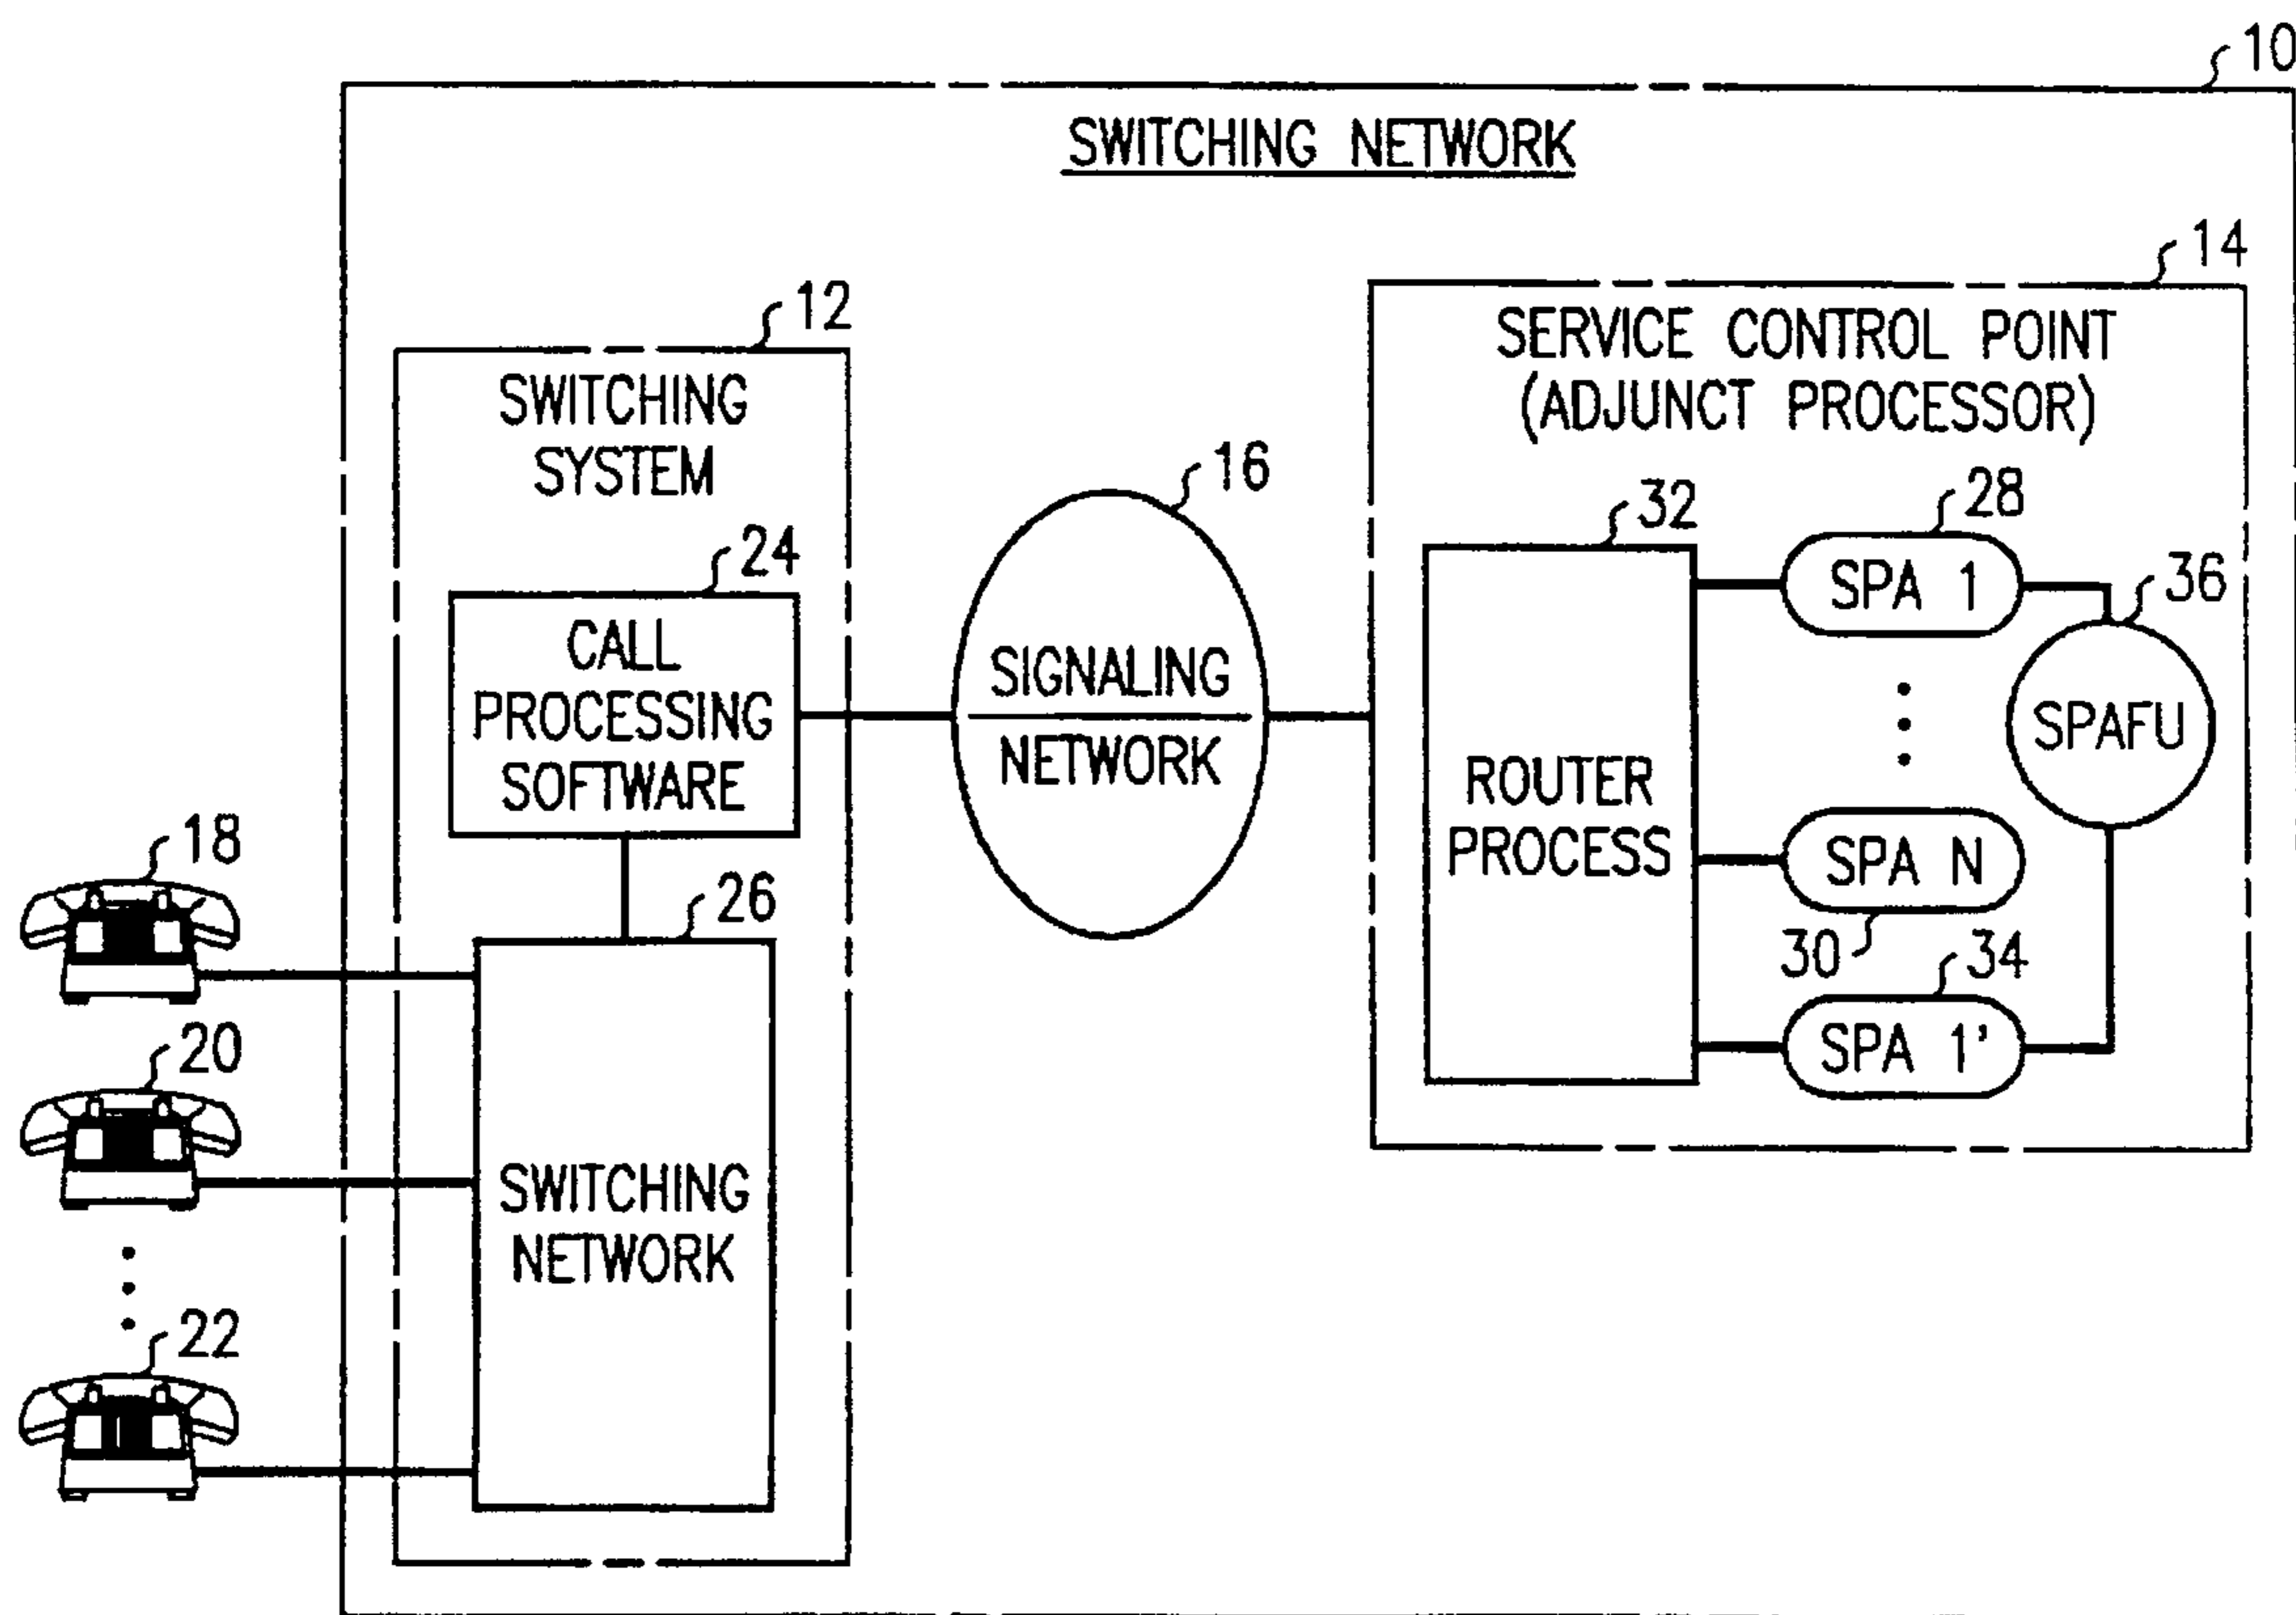 10
SWITCHING NETWORK
14
SERVICE CONTROL POINT
(ADJUNCT PROCESSOR)
12
SWITCHING
SYSTEM
16
SIGNALING
NETWORK
24
CALL
PROCESSING
SOFTWARE
32
ROUTER
PROCESS
28
SPA 1
36
SPAFU
SPA N
30
34
SPA 1'
18
26
SWITCHING
NETWORK
20
22